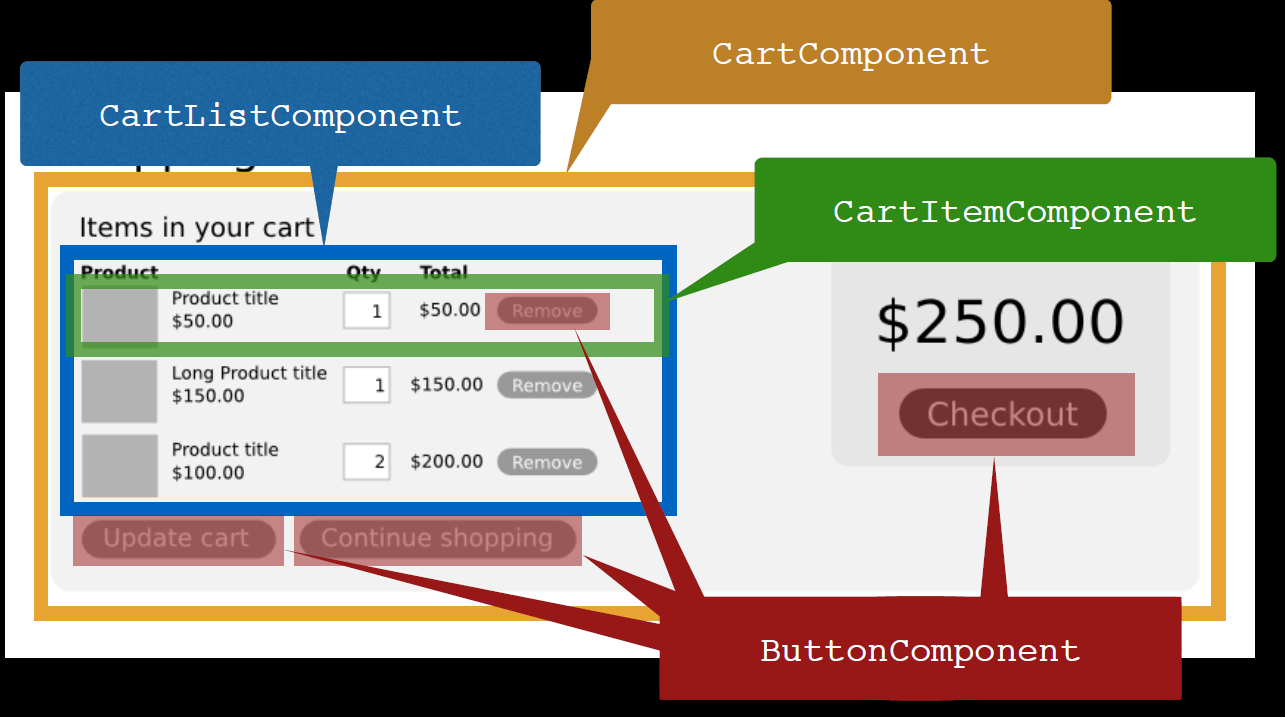 CartComponent
CartListComponent
CartItemComponent
Items in your cart
Product Qty Total
Product title
$50.00
1
$50.00
Remove
Long Product title
$150.00
1
$150.00
Remove
Product title
$100.00
2
$200.00
Remove
$250.00
Checkout
Update cart
Continue shopping
ButtonComponent